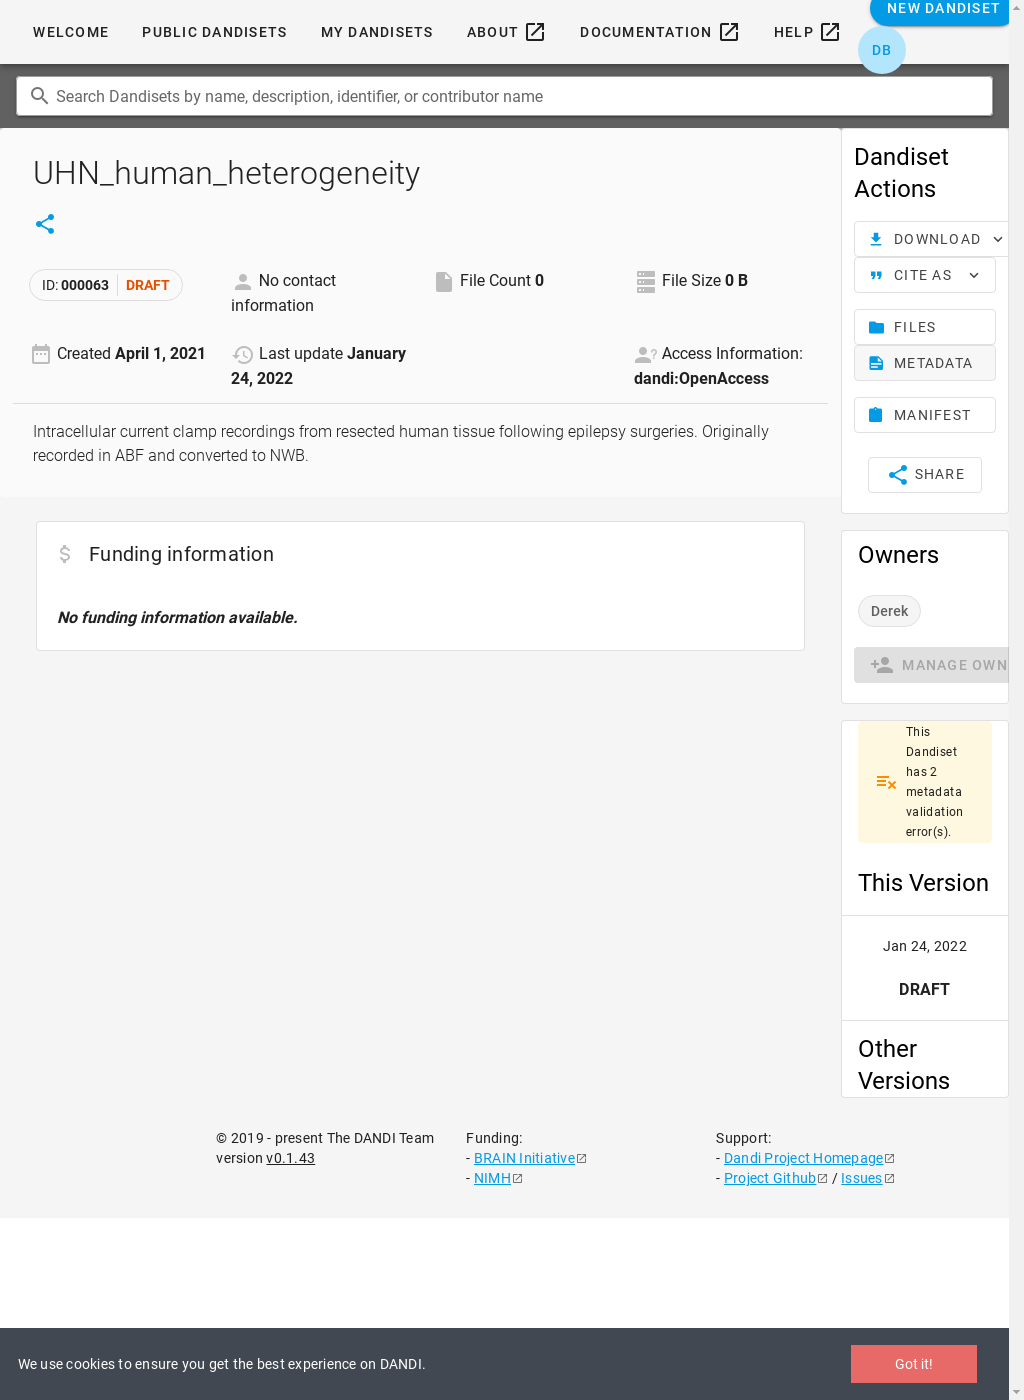 WELCOME PUBLIC DANDISETS MY DANDISETS ABOUT DOCUMENTATION HELP NEW DANDISET
DB
Search Dandisets by name, description, identifier, or contributor name
UHN_human_heterogeneity
ID: 000063 DRAFT
No contact
information
File Count 0
File Size 0 B
Created April 1, 2021
Last update January
24, 2022
Access Information:
dandi:OpenAccess
Intracellular current clamp recordings from resected human tissue following epilepsy surgeries. Originally
recorded in ABF and converted to NWB.
Funding information
No funding information available.
Dandiset
Actions
DOWNLOAD
CITE AS
FILES
METADATA
MANIFEST
SHARE
Owners
Derek
MANAGE OWN
This
Dandiset
has 2
metadata
validation
error(s).
This Version
Jan 24, 2022
DRAFT
Other
Versions
© 2019 - present The DANDI Team
version v0.1.43
Funding:
- BRAIN Initiative
- NIMH
Support:
- Dandi Project Homepage
- Project Github / Issues
We use cookies to ensure you get the best experience on DANDI.
Got it!